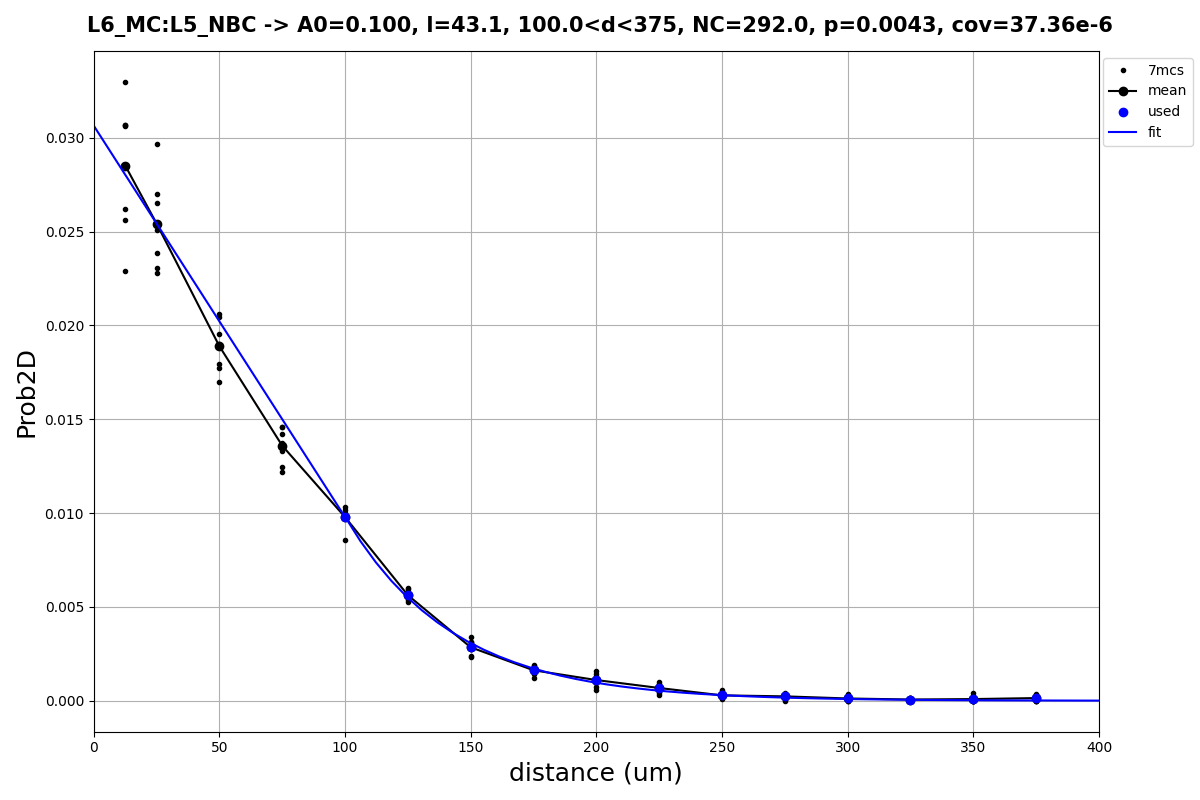 L6_MC:L5_NBC -> A0=0.100, l=43.1, 100.0<d<375, NC=292.0, p=0.0043, cov=37.36e-6
7mcs
mean
used
fit
0.030
0.025
0.020
0.015
0.010
0.005
0.000
Prob2D
0 50 100 150 200 250 300 350 400
distance (um)